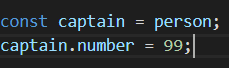 const captain = person;
captain.number = 99;